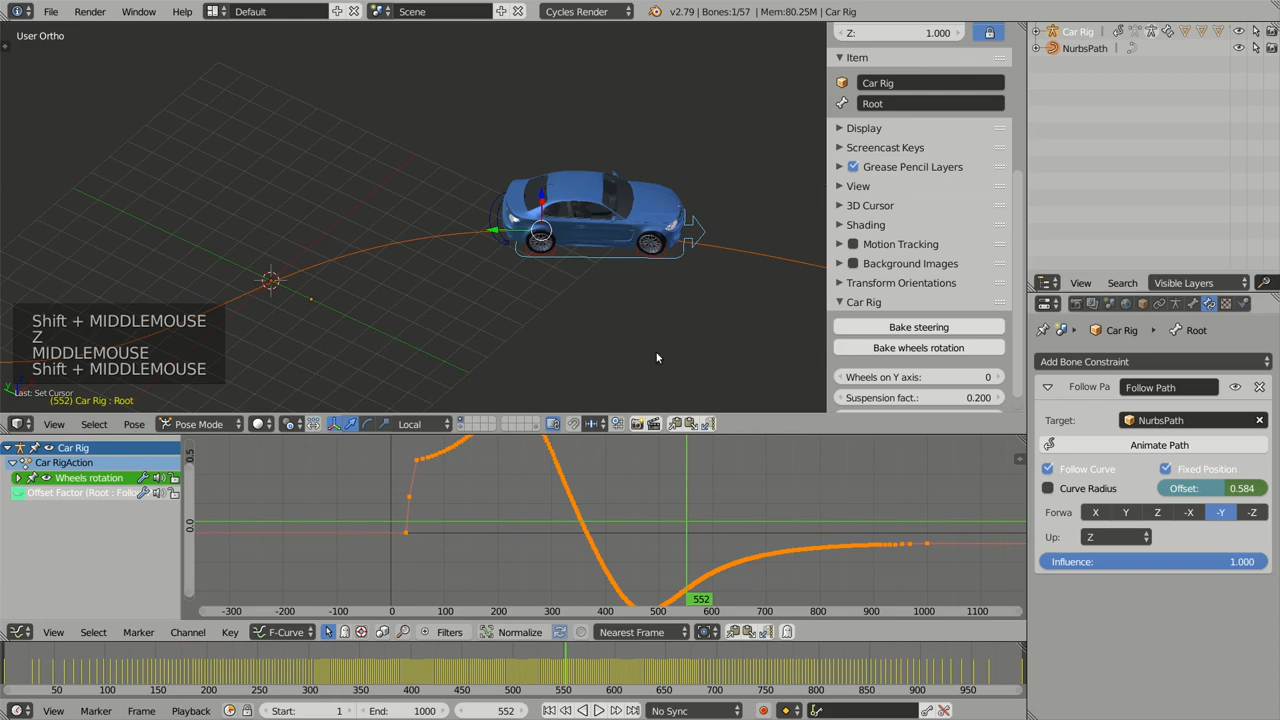 File Render Window Help Default Scene Cycles Render v2.79 | Bones:1/57 | Mem:80.25M | Car Rig
User Ortho
Shift + MIDDLEMOUSE
Z
MIDDLEMOUSE
Shift + MIDDLEMOUSE
Last: Set Cursor
(552) Car Rig : Root
View Select Pose Pose Mode Local
Z: 1.000
Item
Car Rig
Root
Display
Screencast Keys
Grease Pencil Layers
View
3D Cursor
Shading
Motion Tracking
Background Images
Transform Orientations
Car Rig
Bake steering
Bake wheels rotation
Wheels on Y axis: 0
Suspension fact.: 0.200
Car Rig
NurbsPath
View Search Visible Layers
Car Rig Root
Add Bone Constraint
Follow Pa Follow Path
Target: NurbsPath
Animate Path
Follow Curve Fixed Position
Curve Radius Offset: 0.584
Forwa X Y Z -X -Y -Z
Up: Z
Influence: 1.000
Car Rig
Car RigAction
Wheels rotation
Offset Factor (Root : Follo
0.5
0.0
552
-300 -200 -100 0 100 200 300 400 500 600 700 800 900 1000 1100
View Select Marker Channel Key F-Curve Filters Normalize Nearest Frame
50 100 150 200 250 300 350 400 450 500 550 600 650 700 750 800 850 900 950
View Marker Frame Playback Start: 1 End: 1000 552 No Sync